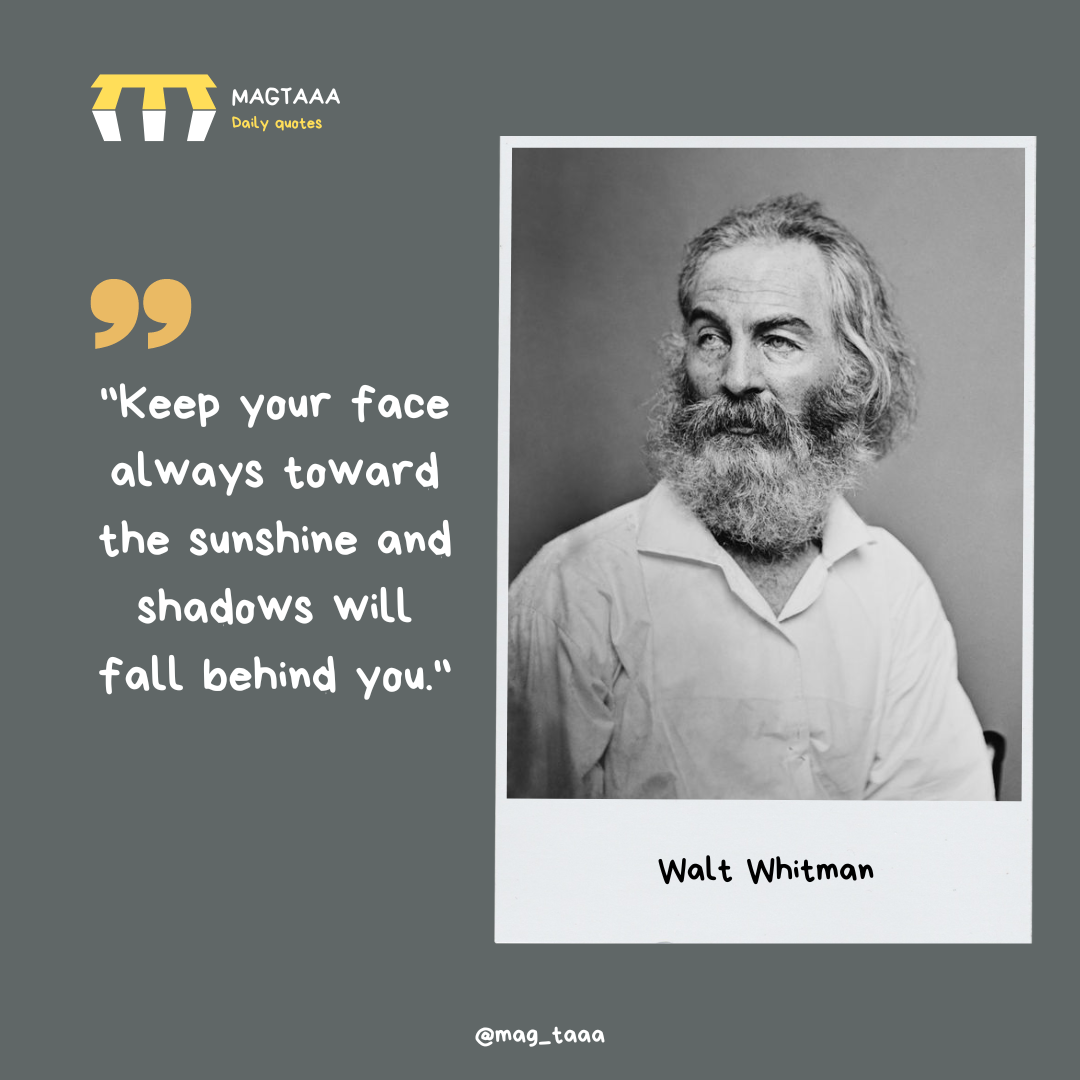 MAGTAAA
Daily quotes
"Keep your face
always toward
the sunshine and
shadows will
fall behind you."
Walt Whitman
@mag_taaa